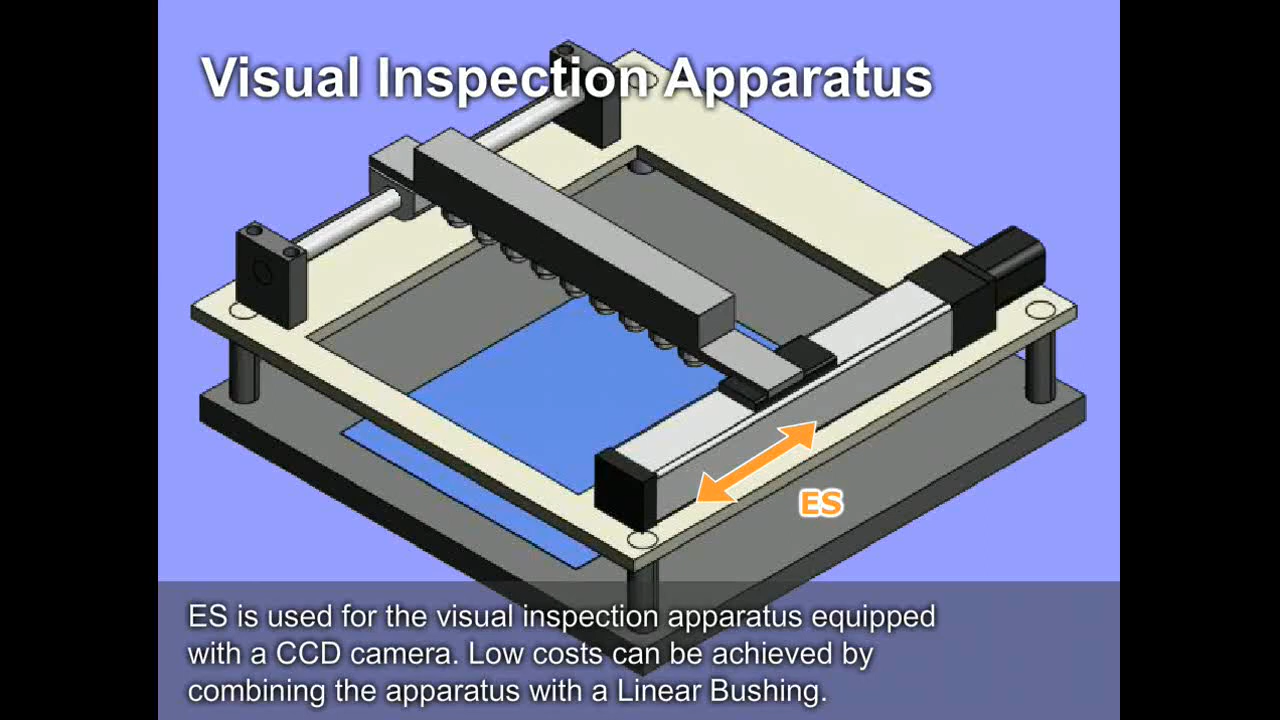 Visual Inspection Apparatus
ES
ES is used for the visual inspection apparatus equipped
with a CCD camera. Low costs can be achieved by
combining the apparatus with a Linear Bushing.